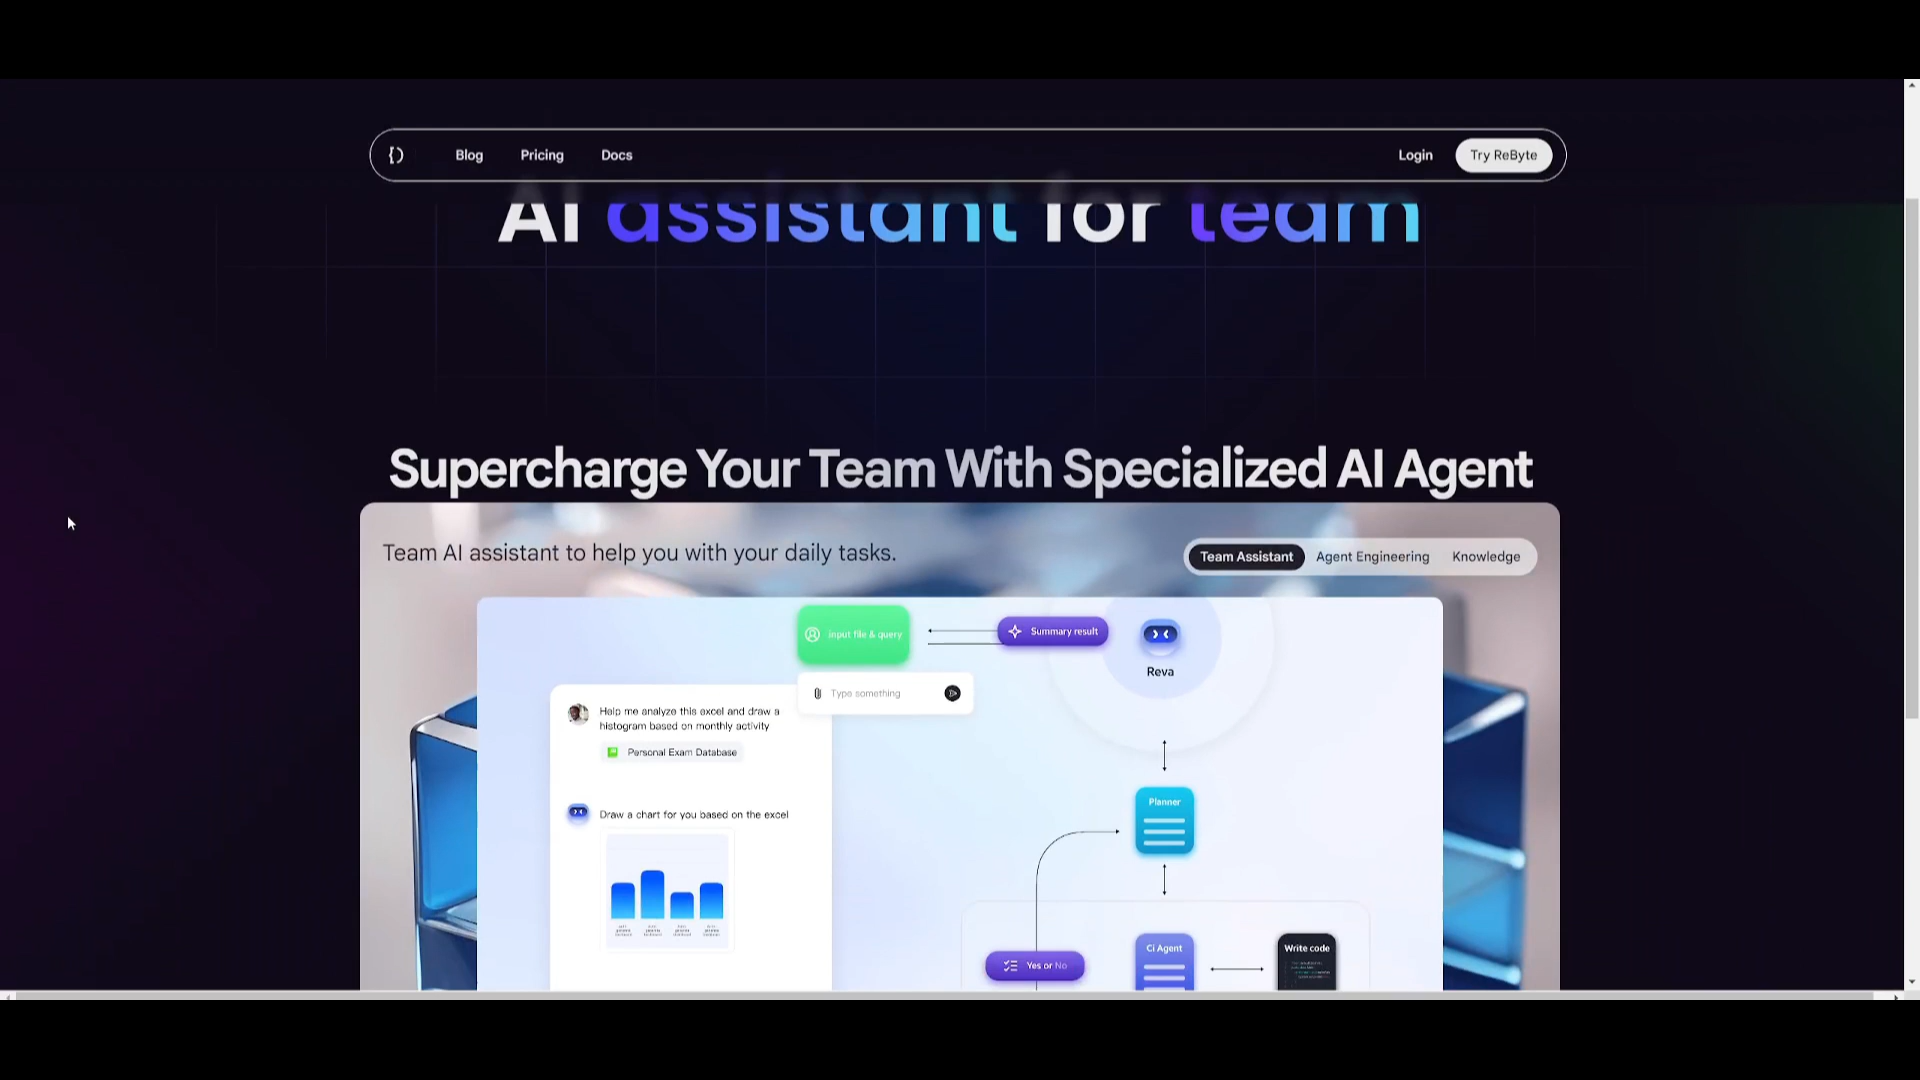 Blog
Pricing
Docs
Login
Try ReByte
AI assistant for team
Supercharge Your Team With Specialized AI Agent
Team AI assistant to help you with your daily tasks.
Team Assistant
Agent Engineering
Knowledge
Input file & query
Summary result
Reva
Type something
Help me analyze this excel and draw a
histogram based on monthly activity
Personal Exam Database
Draw a chart for you based on the excel
Planner
Yes or No
Ci Agent
Write code